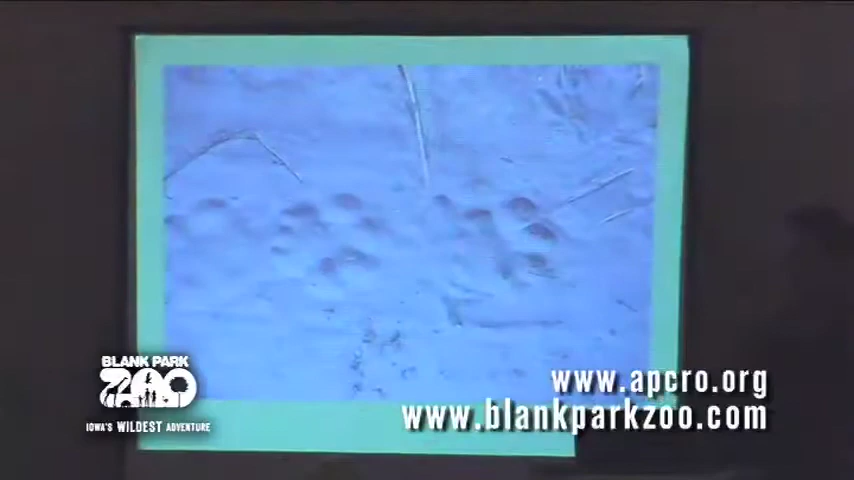 BLANK PARK
ZOO
IOWA'S WILDEST ADVENTURE
www.apcro.org
www.blankparkzoo.com